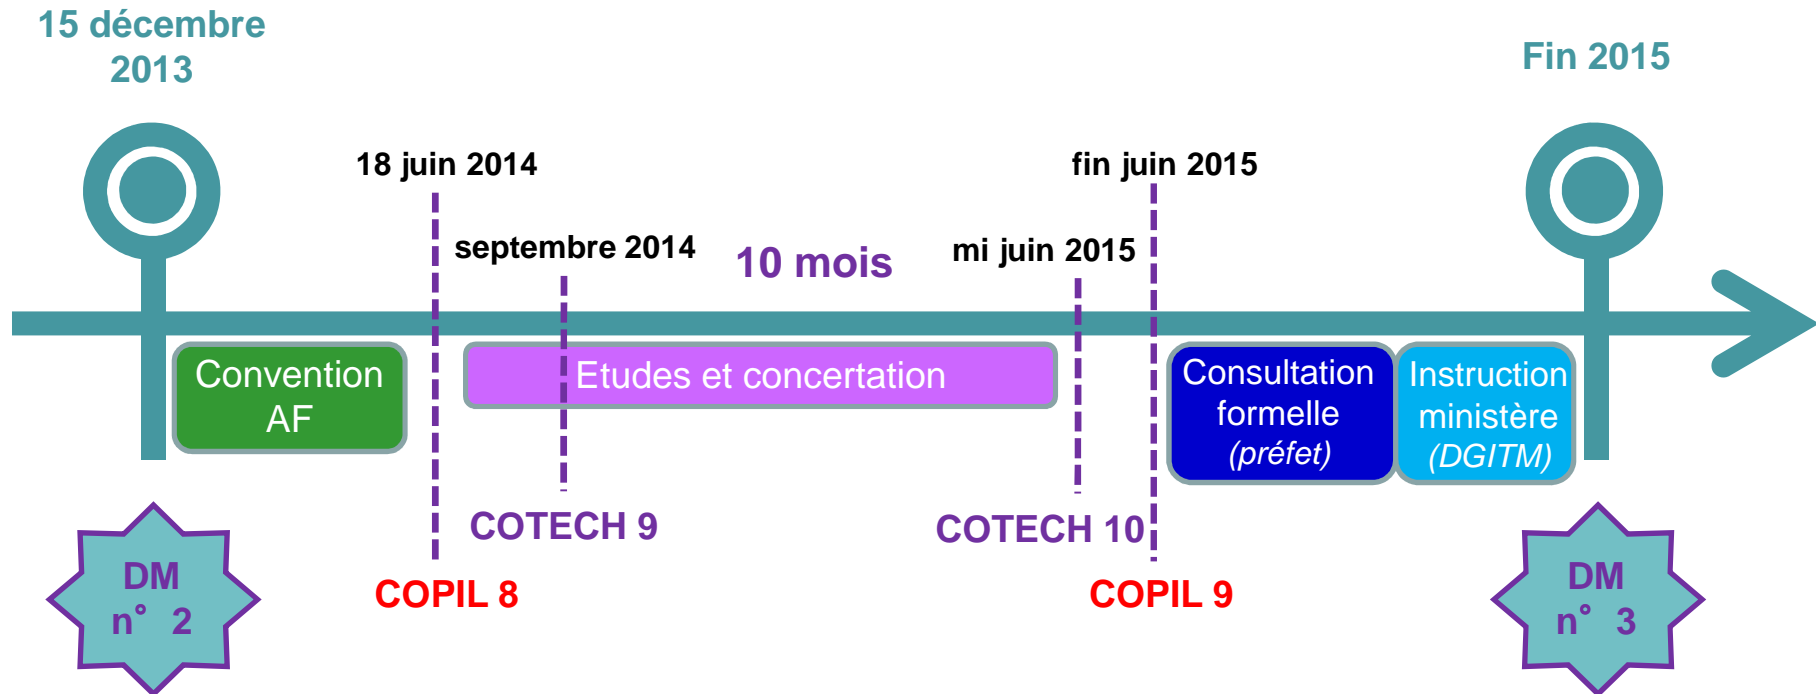 15 décembre
2013
Fin 2015
18 juin 2014
fin juin 2015
septembre 2014
10 mois
mi juin 2015
Convention
AF
Etudes et concertation
Consultation
formelle
(préfet)
Instruction
ministère
(DGITM)
COTECH 9
COTECH 10
COPIL 8
COPIL 9
DM
n° 2
DM
n° 3